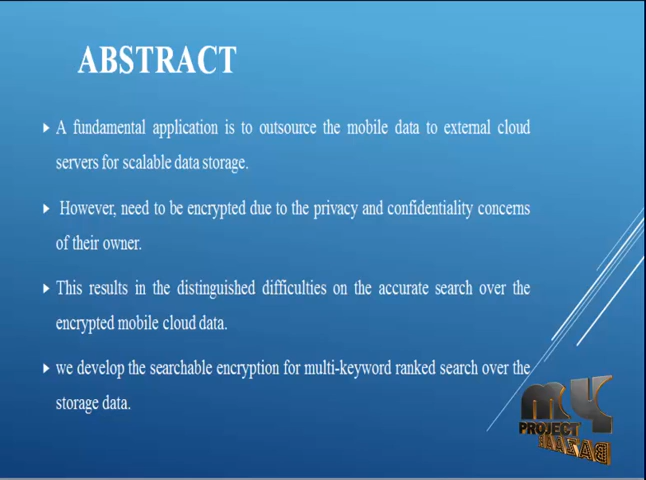 ABSTRACT
A fundamental application is to outsource the mobile data to external cloud
servers for scalable data storage.
However, need to be encrypted due to the privacy and confidentiality concerns
of their owner.
This results in the distinguished difficulties on the accurate search over the
encrypted mobile cloud data.
we develop the searchable encryption for multi-keyword ranked search over the
storage data.
my
PROJECT
BAZAAR